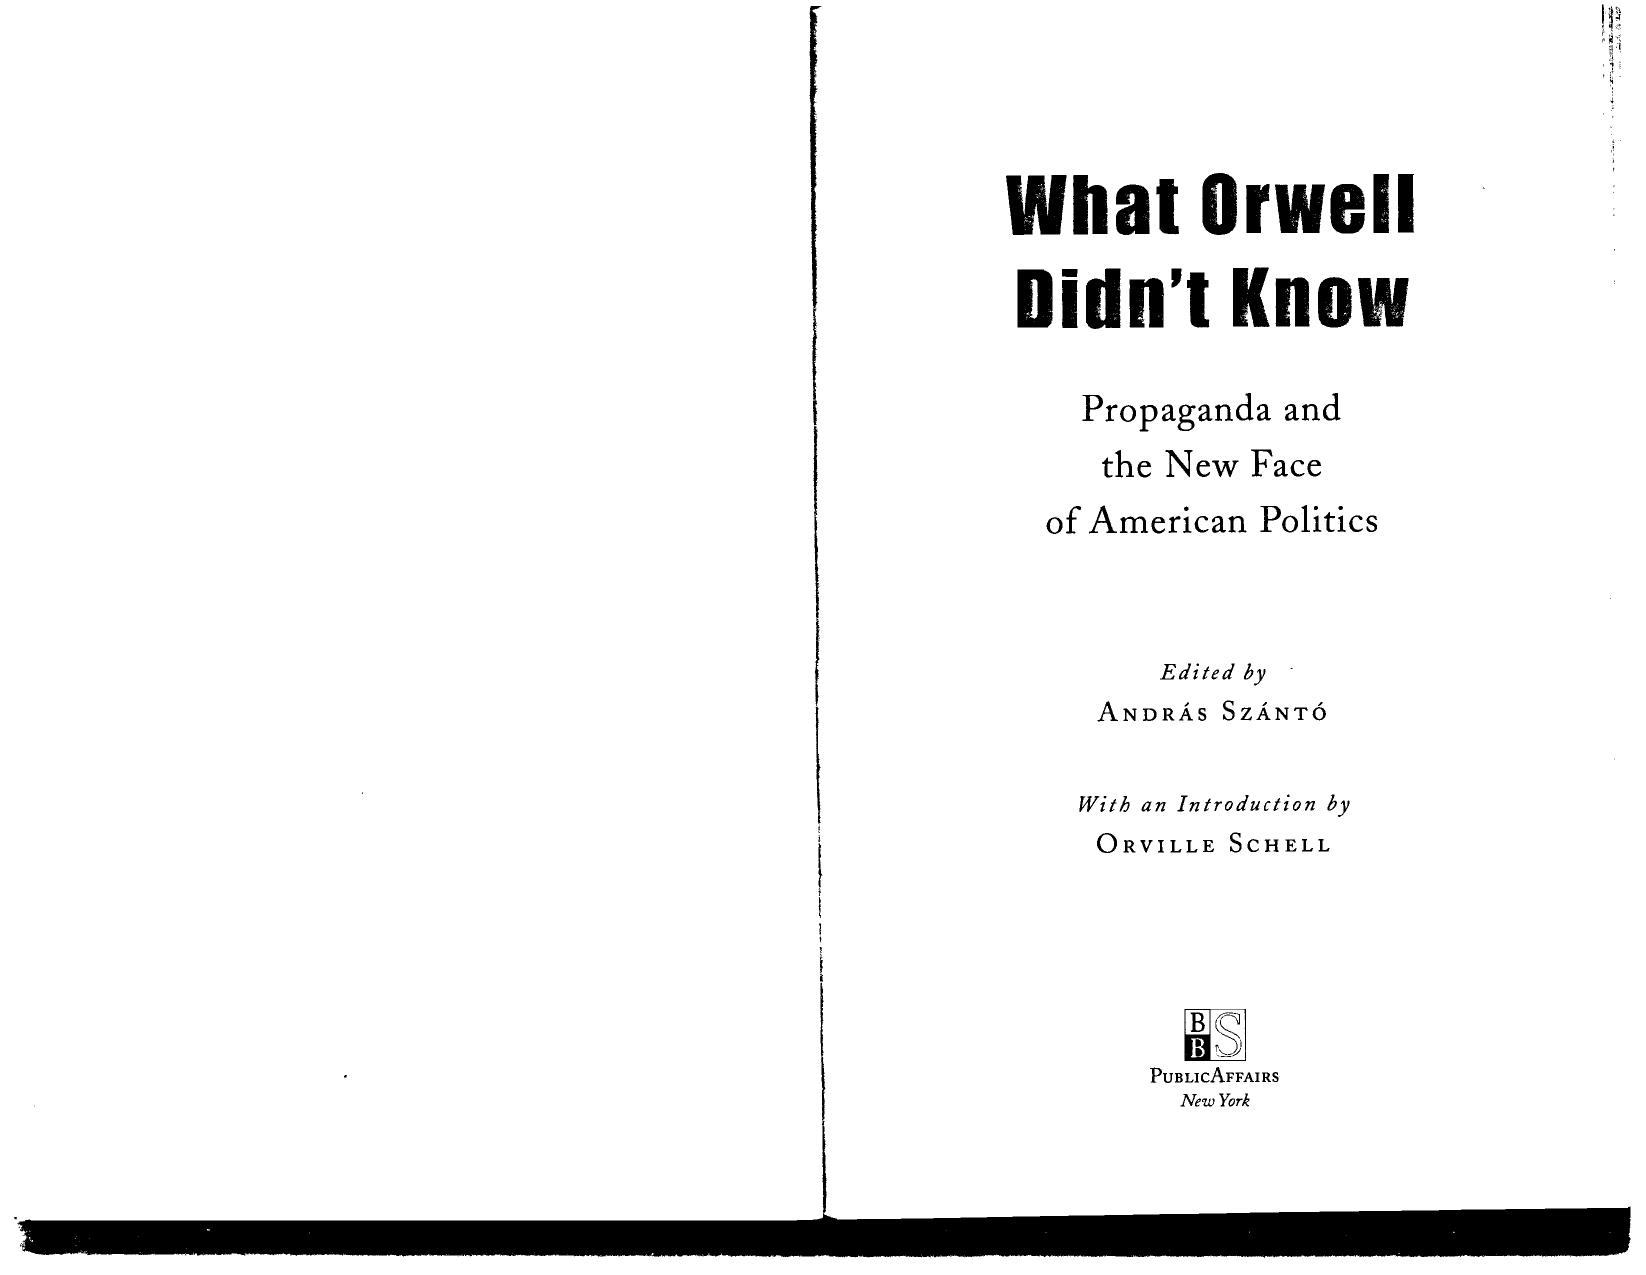 What Orwell
Didn't Know
Propaganda and
the New Face
of American Politics
Edited by
András Szántó
With an Introduction by
Orville Schell
B
B S
PublicAffairs
New York